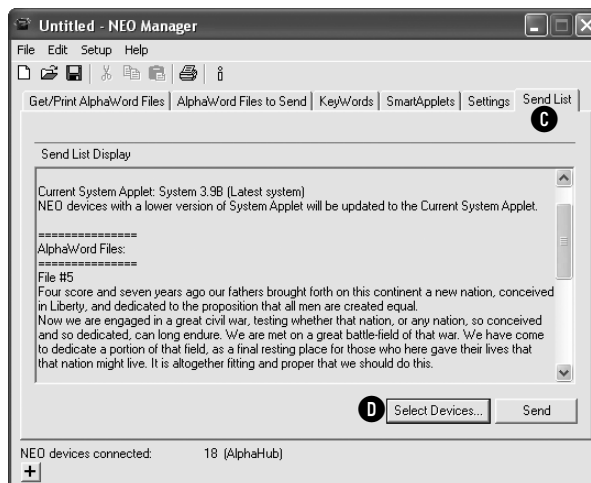 Untitled - NEO Manager
File Edit Setup Help
Get/Print AlphaWord Files AlphaWord Files to Send KeyWords SmartApplets Settings Send List
C
Send List Display
Current System Applet: System 3.9B (Latest system)
NEO devices with a lower version of System Applet will be updated to the Current System Applet.
===============
AlphaWord Files:
===============
File #5
Four score and seven years ago our fathers brought forth on this continent a new nation, conceived
in Liberty, and dedicated to the proposition that all men are created equal.
Now we are engaged in a great civil war, testing whether that nation, or any nation, so conceived
and so dedicated, can long endure. We are met on a great battle-field of that war. We have come
to dedicate a portion of that field, as a final resting place for those who here gave their lives that
that nation might live. It is altogether fitting and proper that we should do this.
D Select Devices... Send
NEO devices connected: 18 (AlphaHub)
+